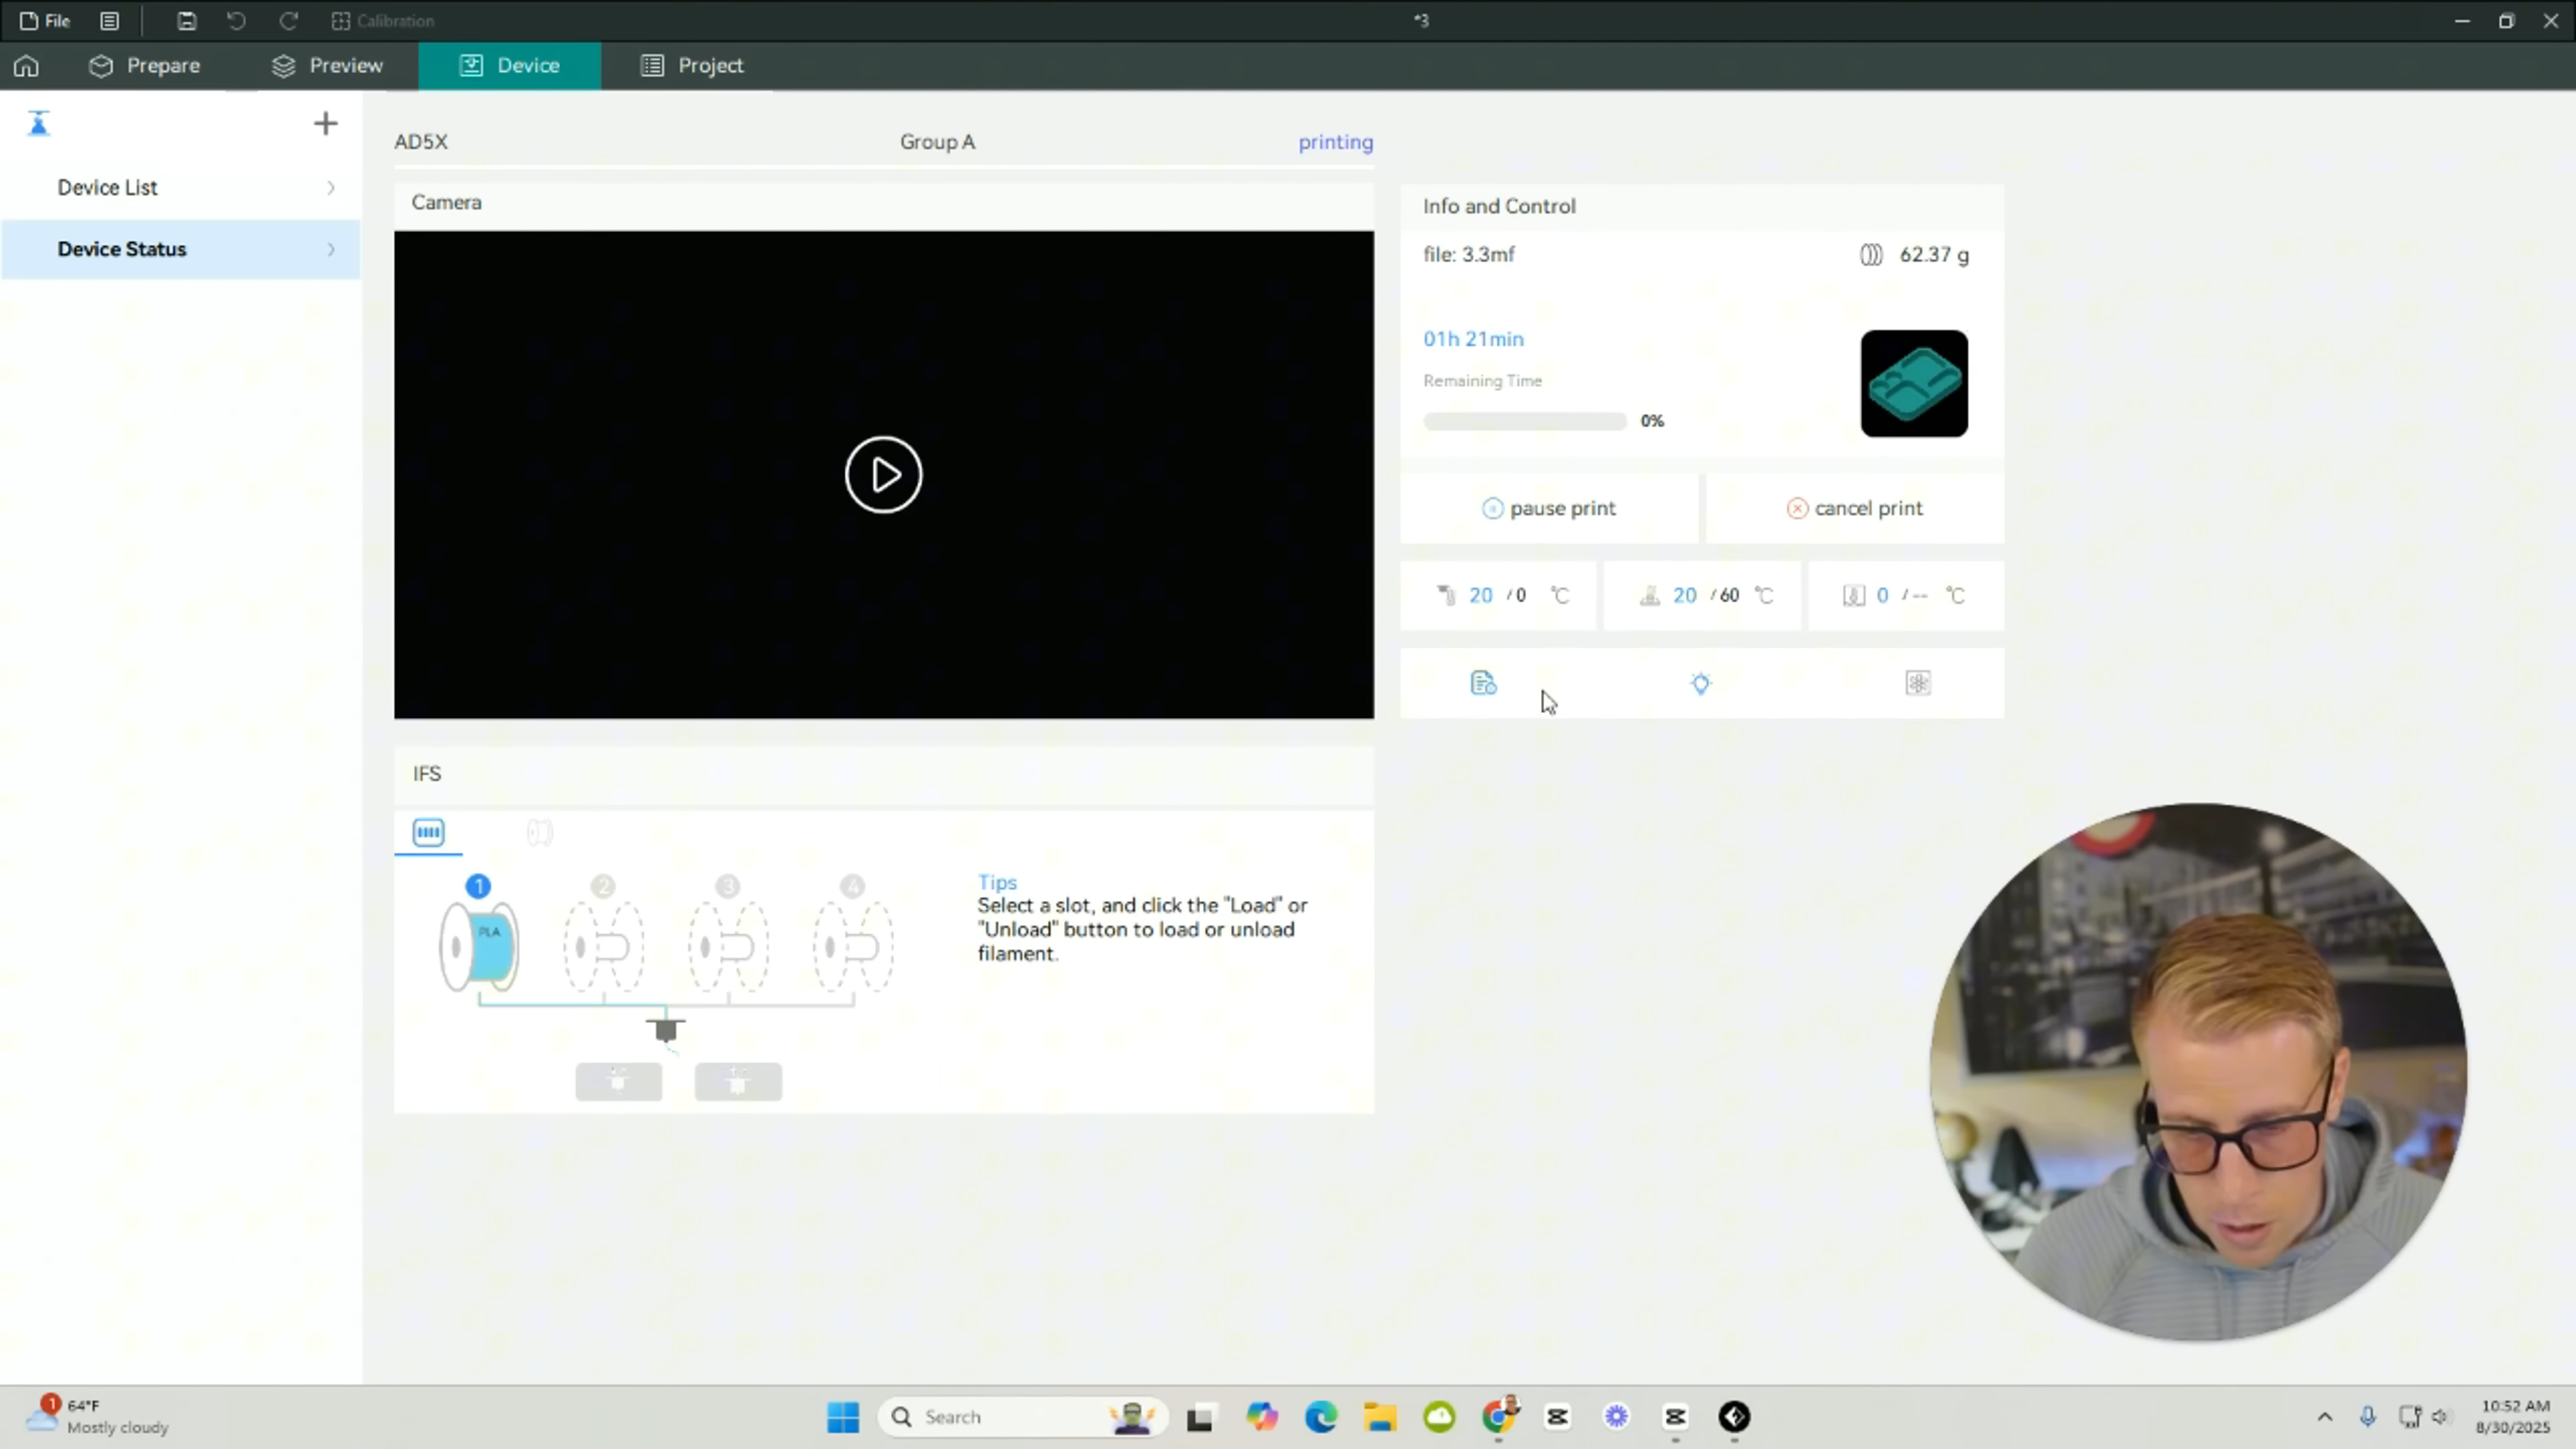 File
Calibration
*3
Prepare
Preview
Device
Project
Device List
Device Status
AD5X
Group A
printing
Camera
Info and Control
file: 3.3mf
62.37 g
01h 21min
Remaining Time
0%
pause print
cancel print
20 / 0 °C
20 / 60 °C
0 / -- °C
IFS
1
2
3
4
PLA
Tips
Select a slot, and click the "Load" or
"Unload" button to load or unload
filament.
1
64°F
Mostly cloudy
Search
10:52 AM
8/30/2025